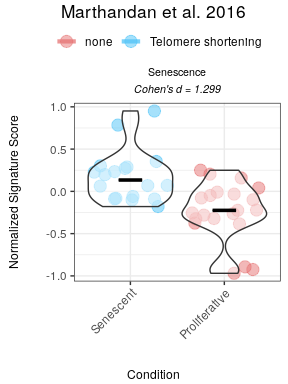 Marthandan et al. 2016
none Telomere shortening
Senescence
Cohen's d = 1.299
Normalized Signature Score
1.0
0.5
0.0
-0.5
-1.0
Senescent Proliferative
Condition